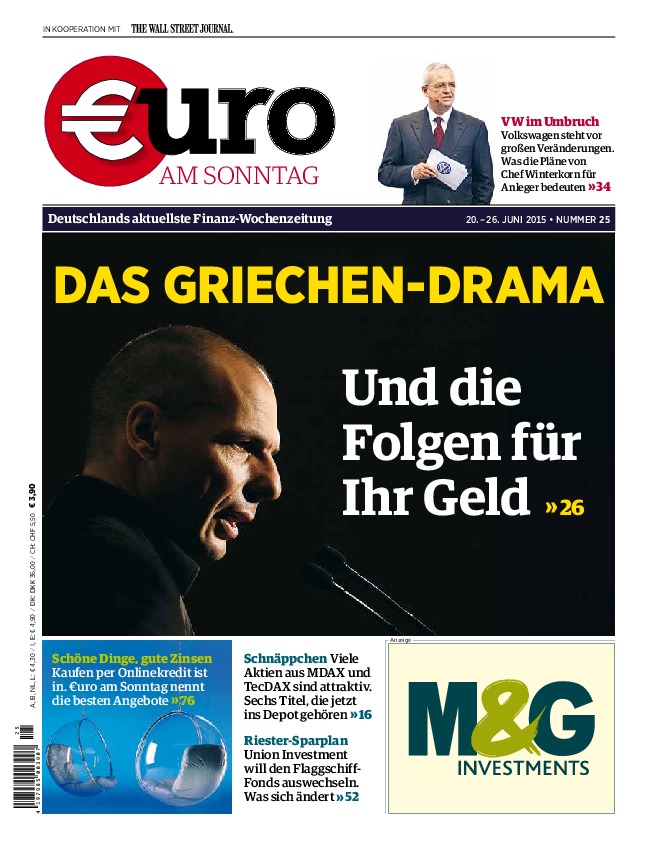 IN KOOPERATION MIT THE WALL STREET JOURNAL.
€uro
AM SONNTAG
VW im Umbruch
Volkswagen steht vor
großen Veränderungen.
Was die Pläne von
Chef Winterkorn für
Anleger bedeuten »34
Deutschlands aktuellste Finanz-Wochenzeitung
20. – 26. JUNI 2015 • NUMMER 25
DAS GRIECHEN-DRAMA
Und die
Folgen für
Ihr Geld »26
A, B, NL, L: € 4,30 / I, E: € 4,90 / DK: DKK 36,00 / CH: CHF 5,50 € 3,90
Schöne Dinge, gute Zinsen
Kaufen per Onlinekredit ist
in. €uro am Sonntag nennt
die besten Angebote »76
Schnäppchen Viele
Aktien aus MDAX und
TecDAX sind attraktiv.
Sechs Titel, die jetzt
ins Depot gehören »16
Riester-Sparplan
Union Investment
will den Flaggschiff-
Fonds auswechseln.
Was sich ändert »52
Anzeige
M&G
INVESTMENTS
25